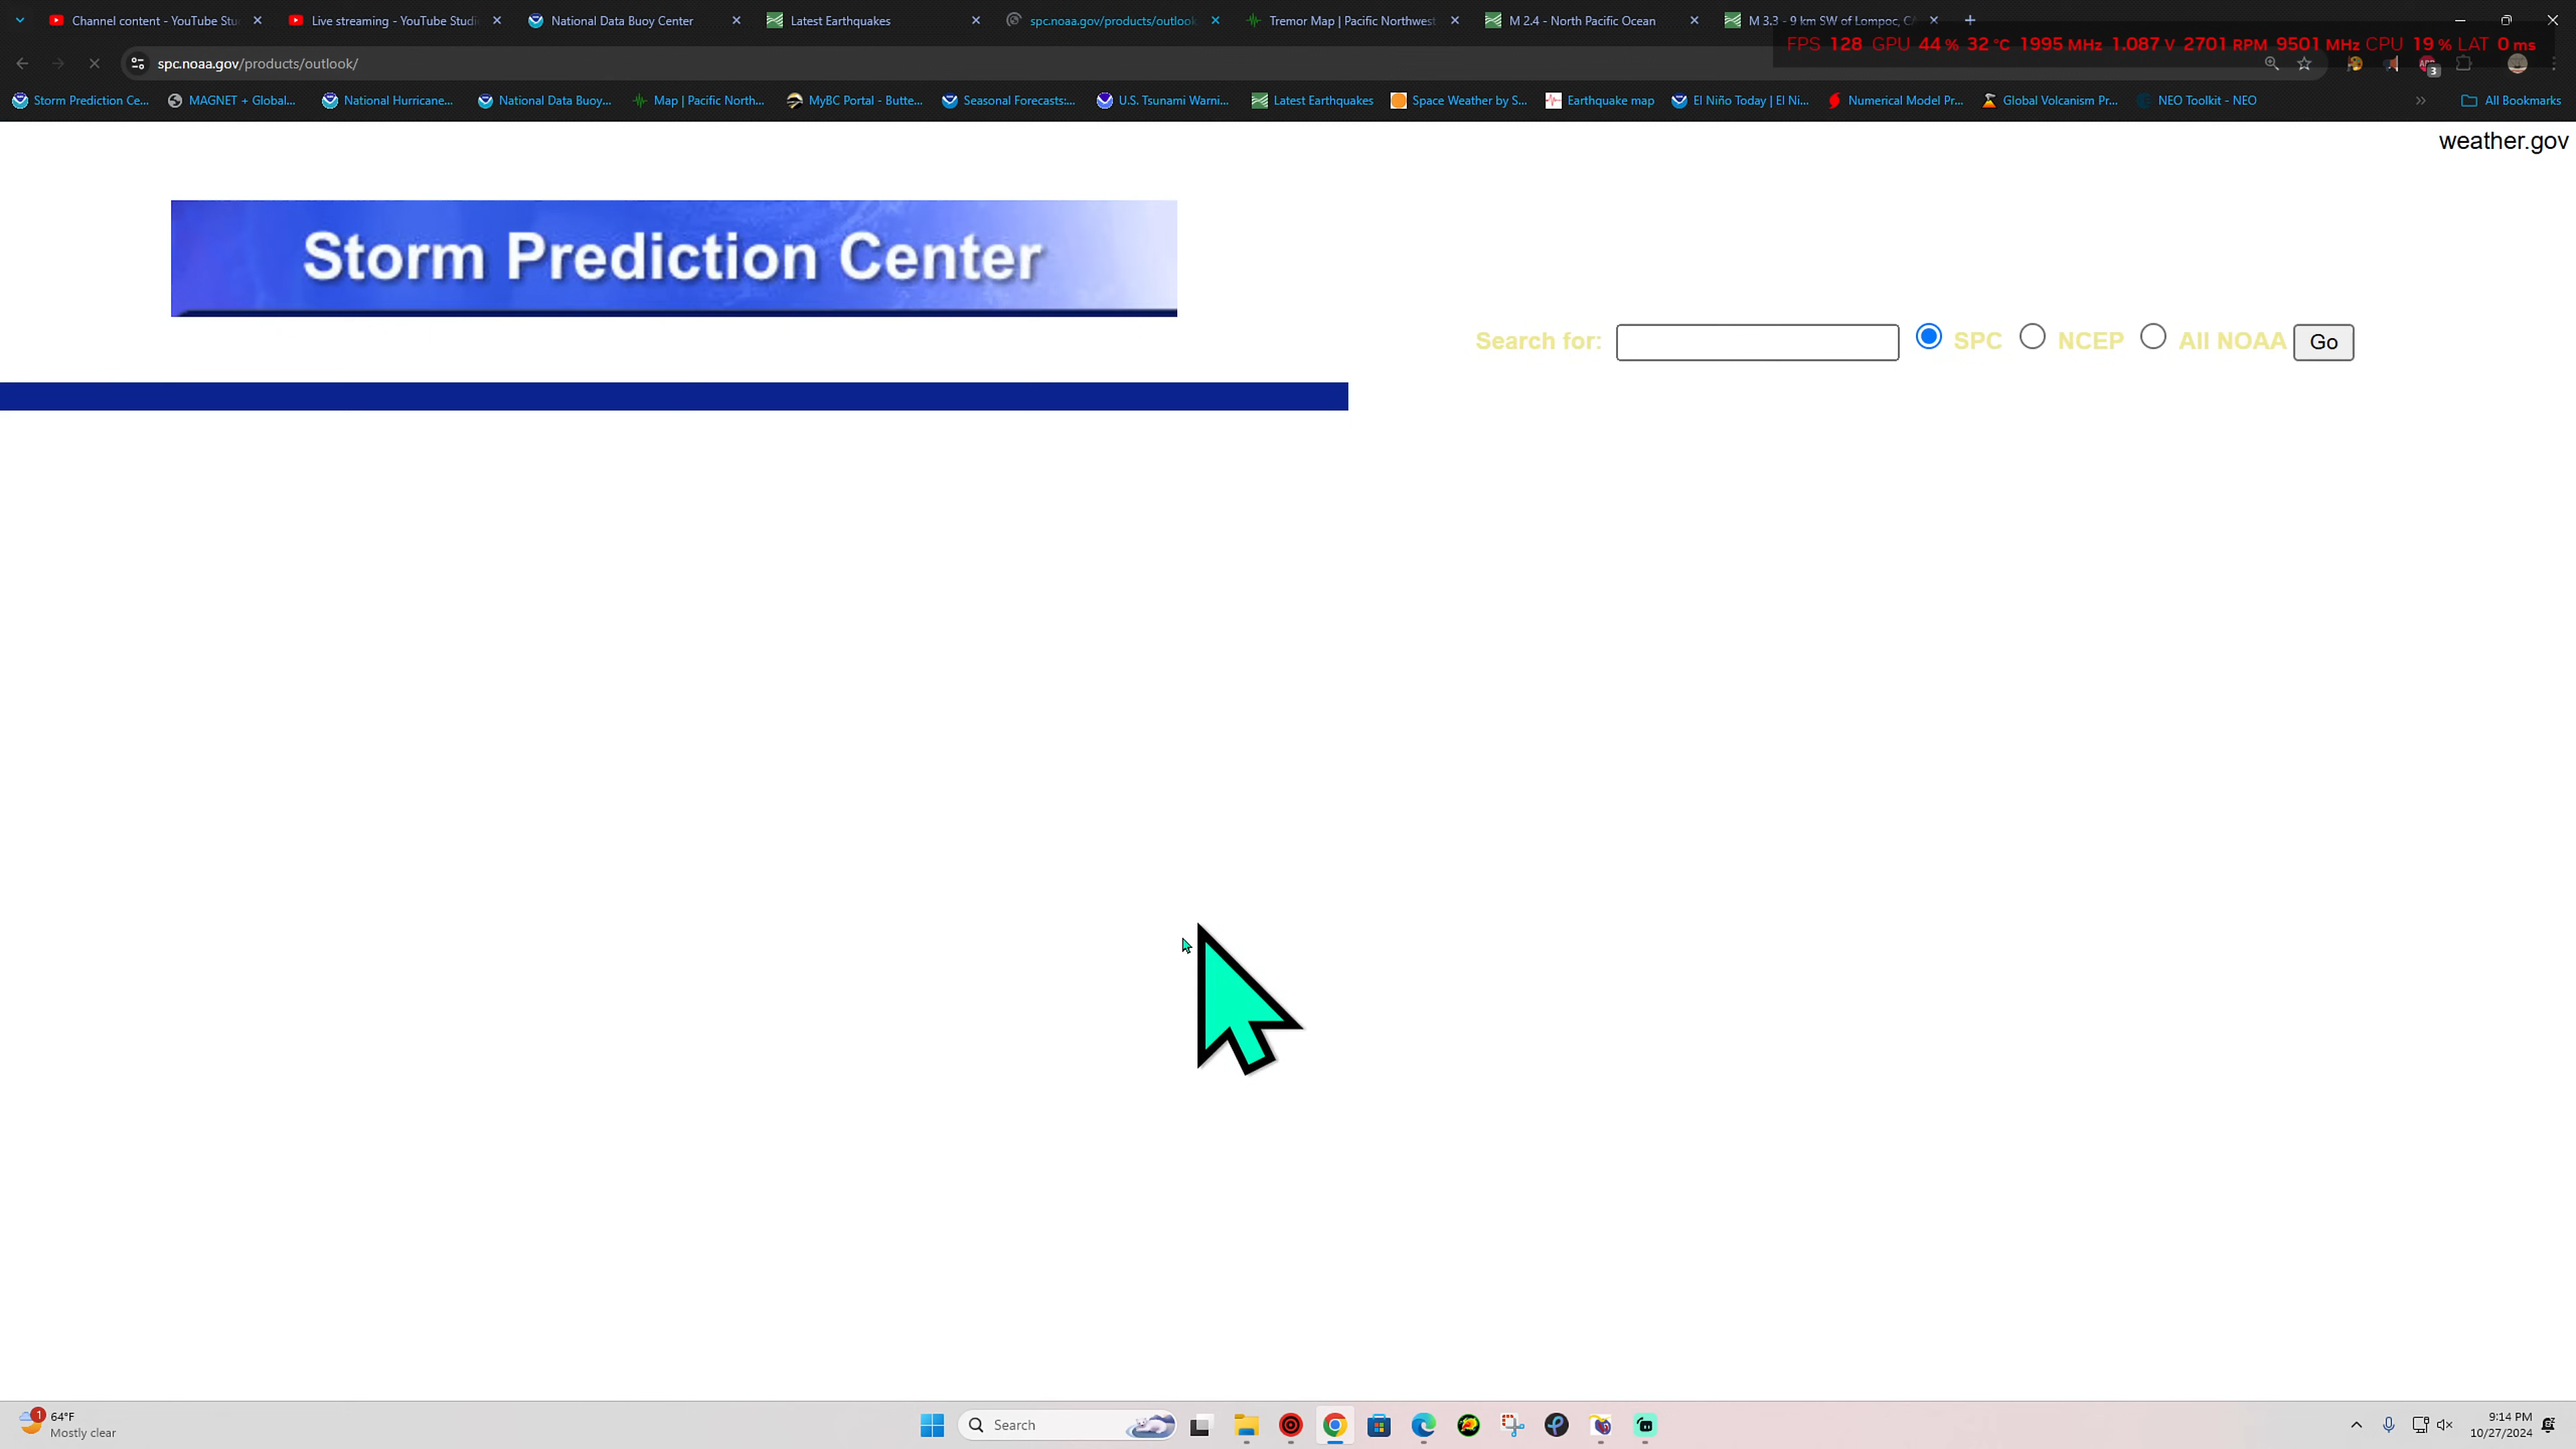 Channel content - YouTube Stu
Live streaming - YouTube Studi
National Data Buoy Center
Latest Earthquakes
spc.noaa.gov/products/outlook
Tremor Map | Pacific Northwest
M 2.4 - North Pacific Ocean
M 3.3 - 9 km SW of Lompoc, CA
FPS 128 GPU 44 % 32 °C 1995 MHz 1.087 V 2701 RPM 9501 MHz CPU 19 % LAT 0 ms
spc.noaa.gov/products/outlook/
3
Storm Prediction Ce...
MAGNET + Global...
National Hurricane...
National Data Buoy...
Map | Pacific North...
MyBC Portal - Butte...
Seasonal Forecasts:...
U.S. Tsunami Warni...
Latest Earthquakes
Space Weather by S...
Earthquake map
El Niño Today | El Ni...
Numerical Model Pr...
Global Volcanism Pr...
NEO Toolkit - NEO
All Bookmarks
weather.gov
Storm Prediction Center
Search for: SPC NCEP All NOAA Go
1
64°F
Mostly clear
Search
9:14 PM
10/27/2024